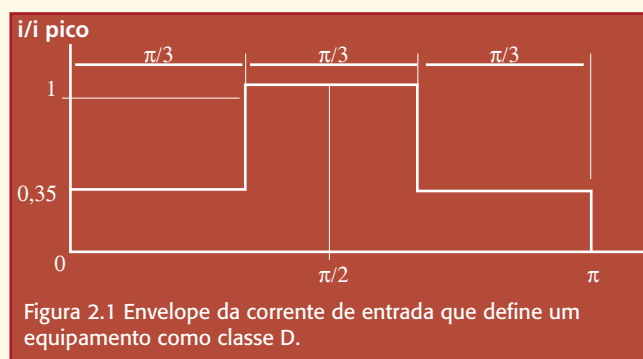 i/i pico
π/3 π/3 π/3
1
0,35
0
π/2 π
Figura 2.1 Envelope da corrente de entrada que define um
equipamento como classe D.